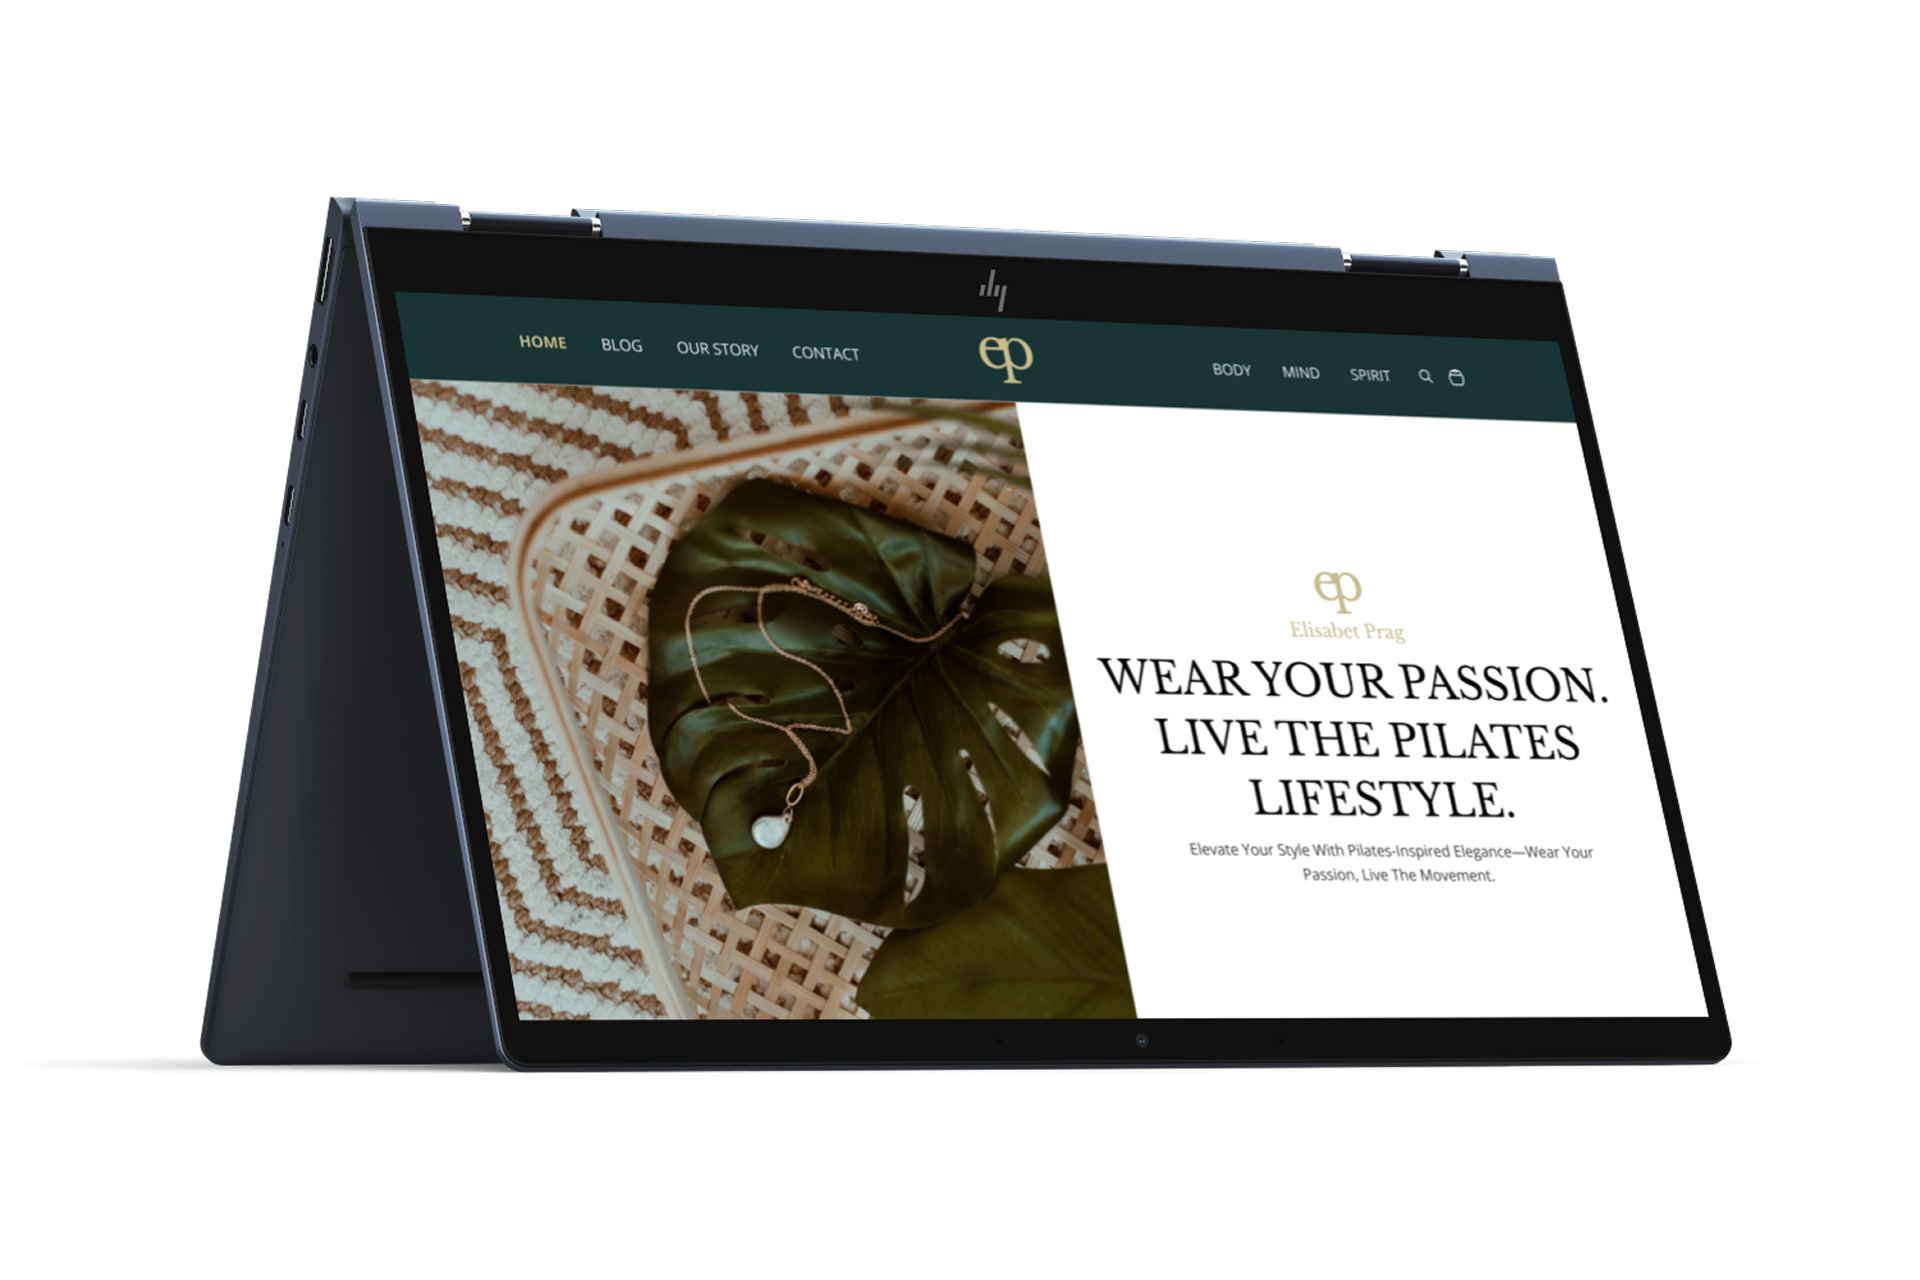 hp
HOME BLOG OUR STORY CONTACT ep BODY MIND SPIRIT
ep
Elisabet Prag
WEAR YOUR PASSION.
LIVE THE PILATES
LIFESTYLE.
Elevate Your Style With Pilates-Inspired Elegance—Wear Your
Passion, Live The Movement.